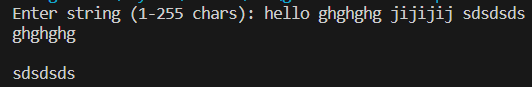 Enter string (1-255 chars): hello ghghghg jijijij sdsdsds
ghghghg
sdsdsds